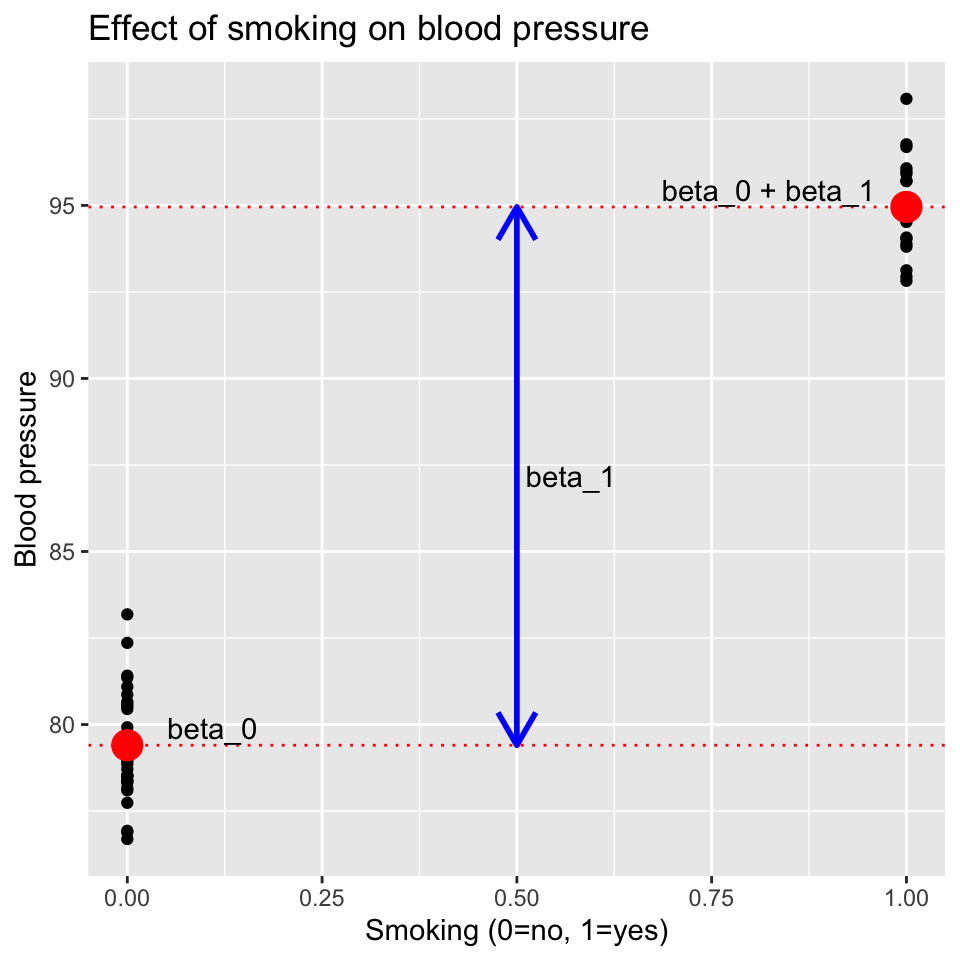 Effect of smoking on blood pressure
Blood pressure
95
90
85
80
beta_0 + beta_1
beta_1
beta_0
0.00
0.25
0.50
0.75
1.00
Smoking (0=no, 1=yes)